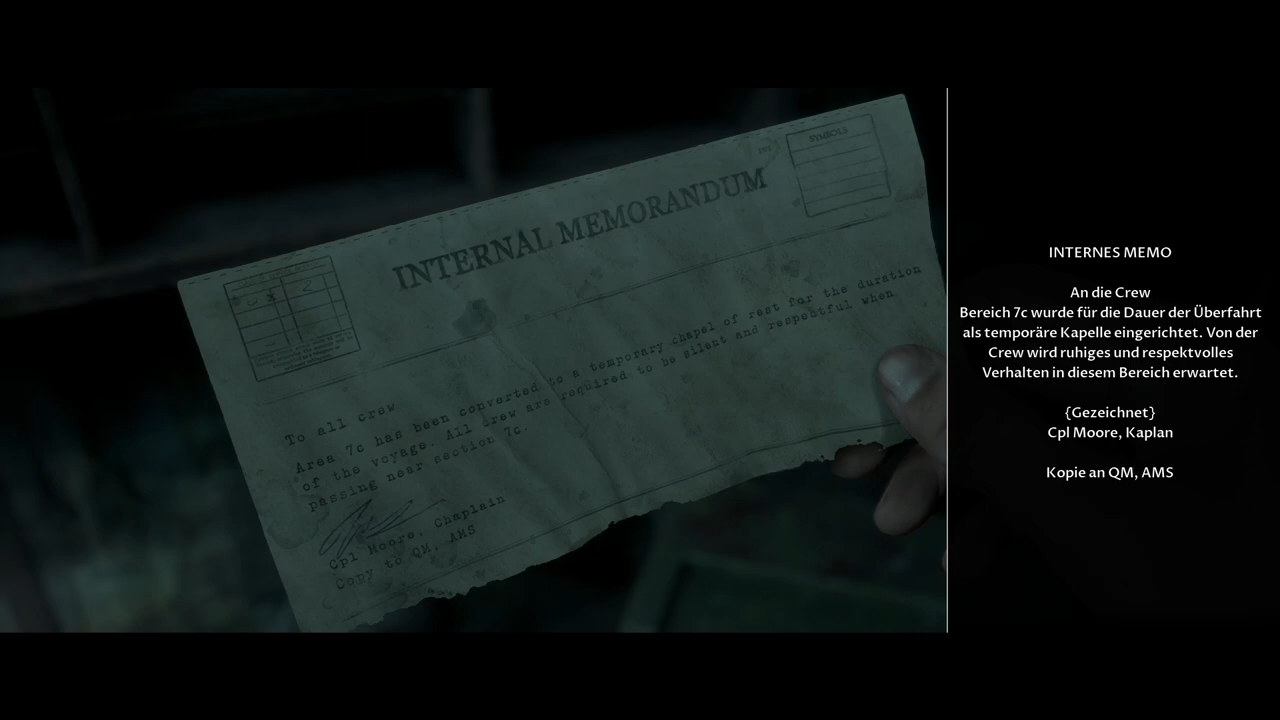 SYMBOLS
INTERNAL MEMORANDUM
To all crew
Area 7c has been converted to a temporary chapel of rest for the duration
of the voyage. All crew are required to be silent and respectful when
passing near section 7c.
Cpl Moore, Chaplain
Copy to QM, AMS
INTERNES MEMO
An die Crew
Bereich 7c wurde für die Dauer der Überfahrt
als temporäre Kapelle eingerichtet. Von der
Crew wird ruhiges und respektvolles
Verhalten in diesem Bereich erwartet.
{Gezeichnet}
Cpl Moore, Kaplan
Kopie an QM, AMS